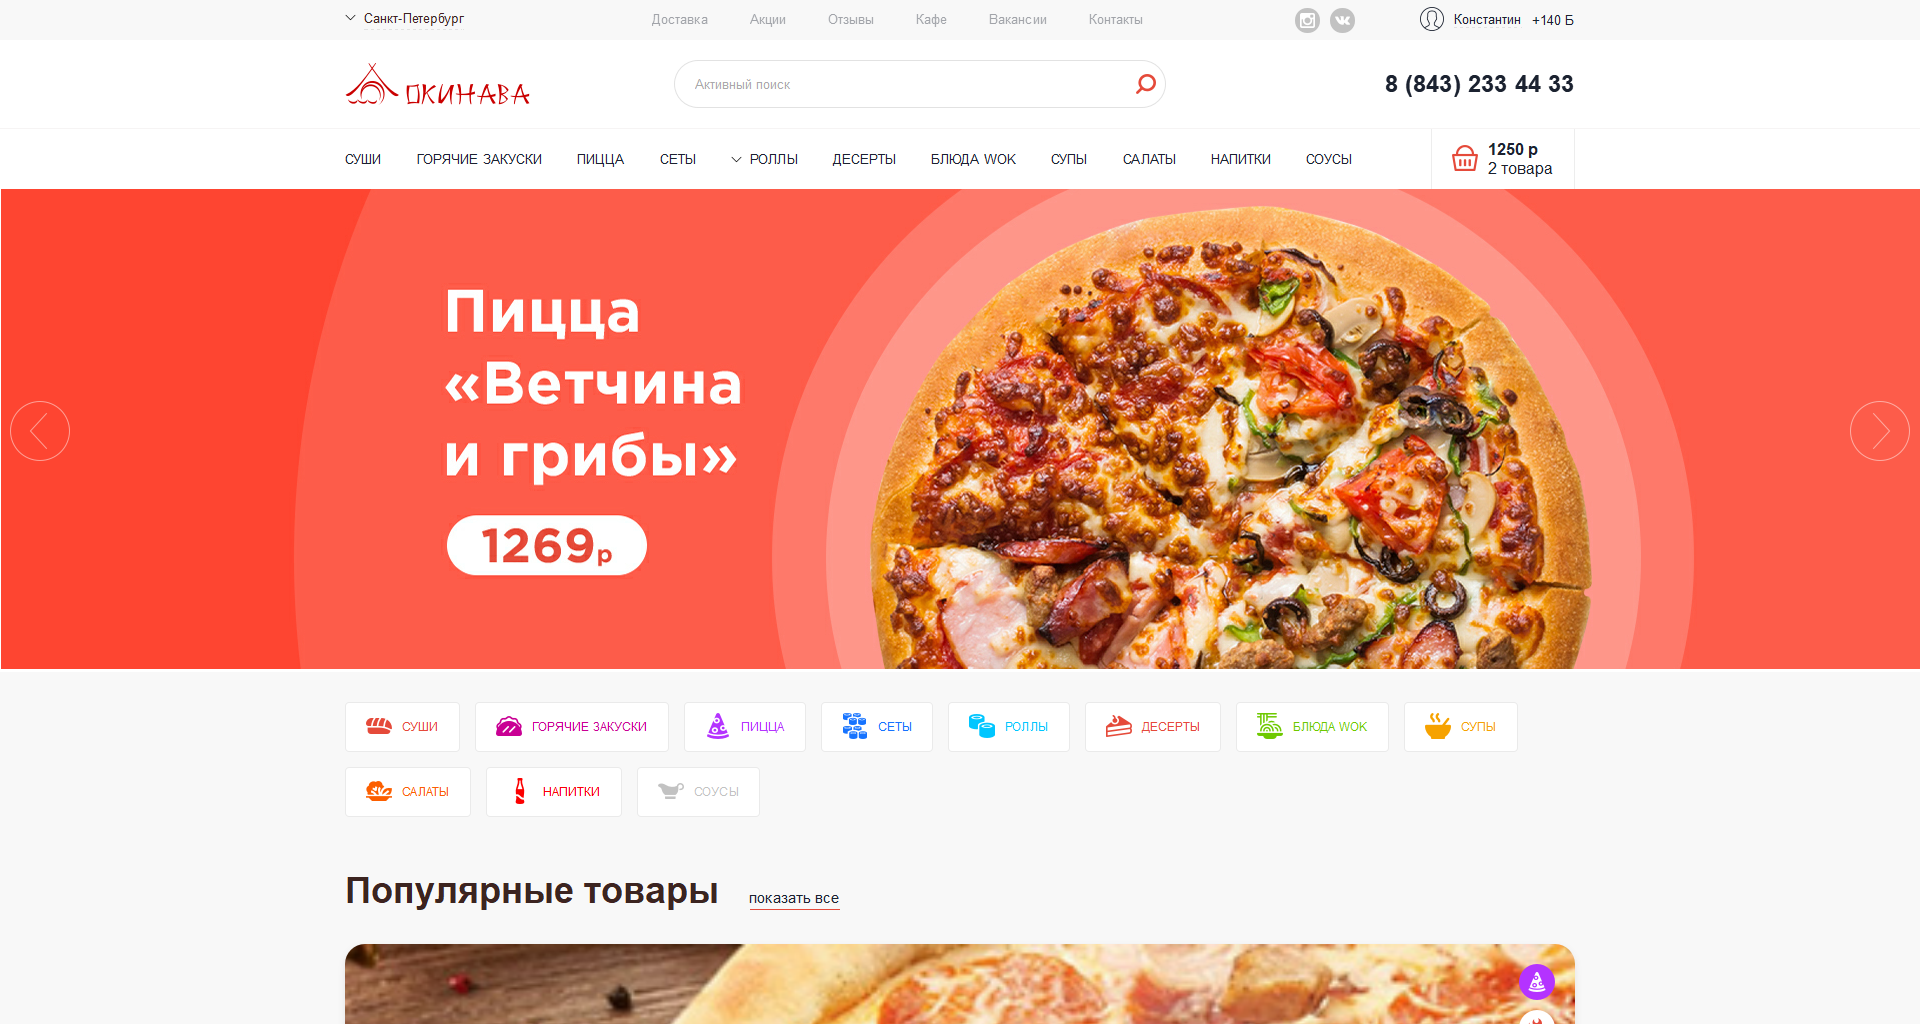 Санкт-Петербург
Доставка Акции Отзывы Кафе Вакансии Контакты
Константин +140 Б
ОКИНАВА
Активный поиск
8 (843) 233 44 33
СУШИ ГОРЯЧИЕ ЗАКУСКИ ПИЦЦА СЕТЫ РОЛЛЫ ДЕСЕРТЫ БЛЮДА WOK СУПЫ САЛАТЫ НАПИТКИ СОУСЫ
1250 р
2 товара
Пицца
«Ветчина
и грибы»
1269р
СУШИ ГОРЯЧИЕ ЗАКУСКИ ПИЦЦА СЕТЫ РОЛЛЫ ДЕСЕРТЫ БЛЮДА WOK СУПЫ
САЛАТЫ НАПИТКИ СОУСЫ
Популярные товары показать все